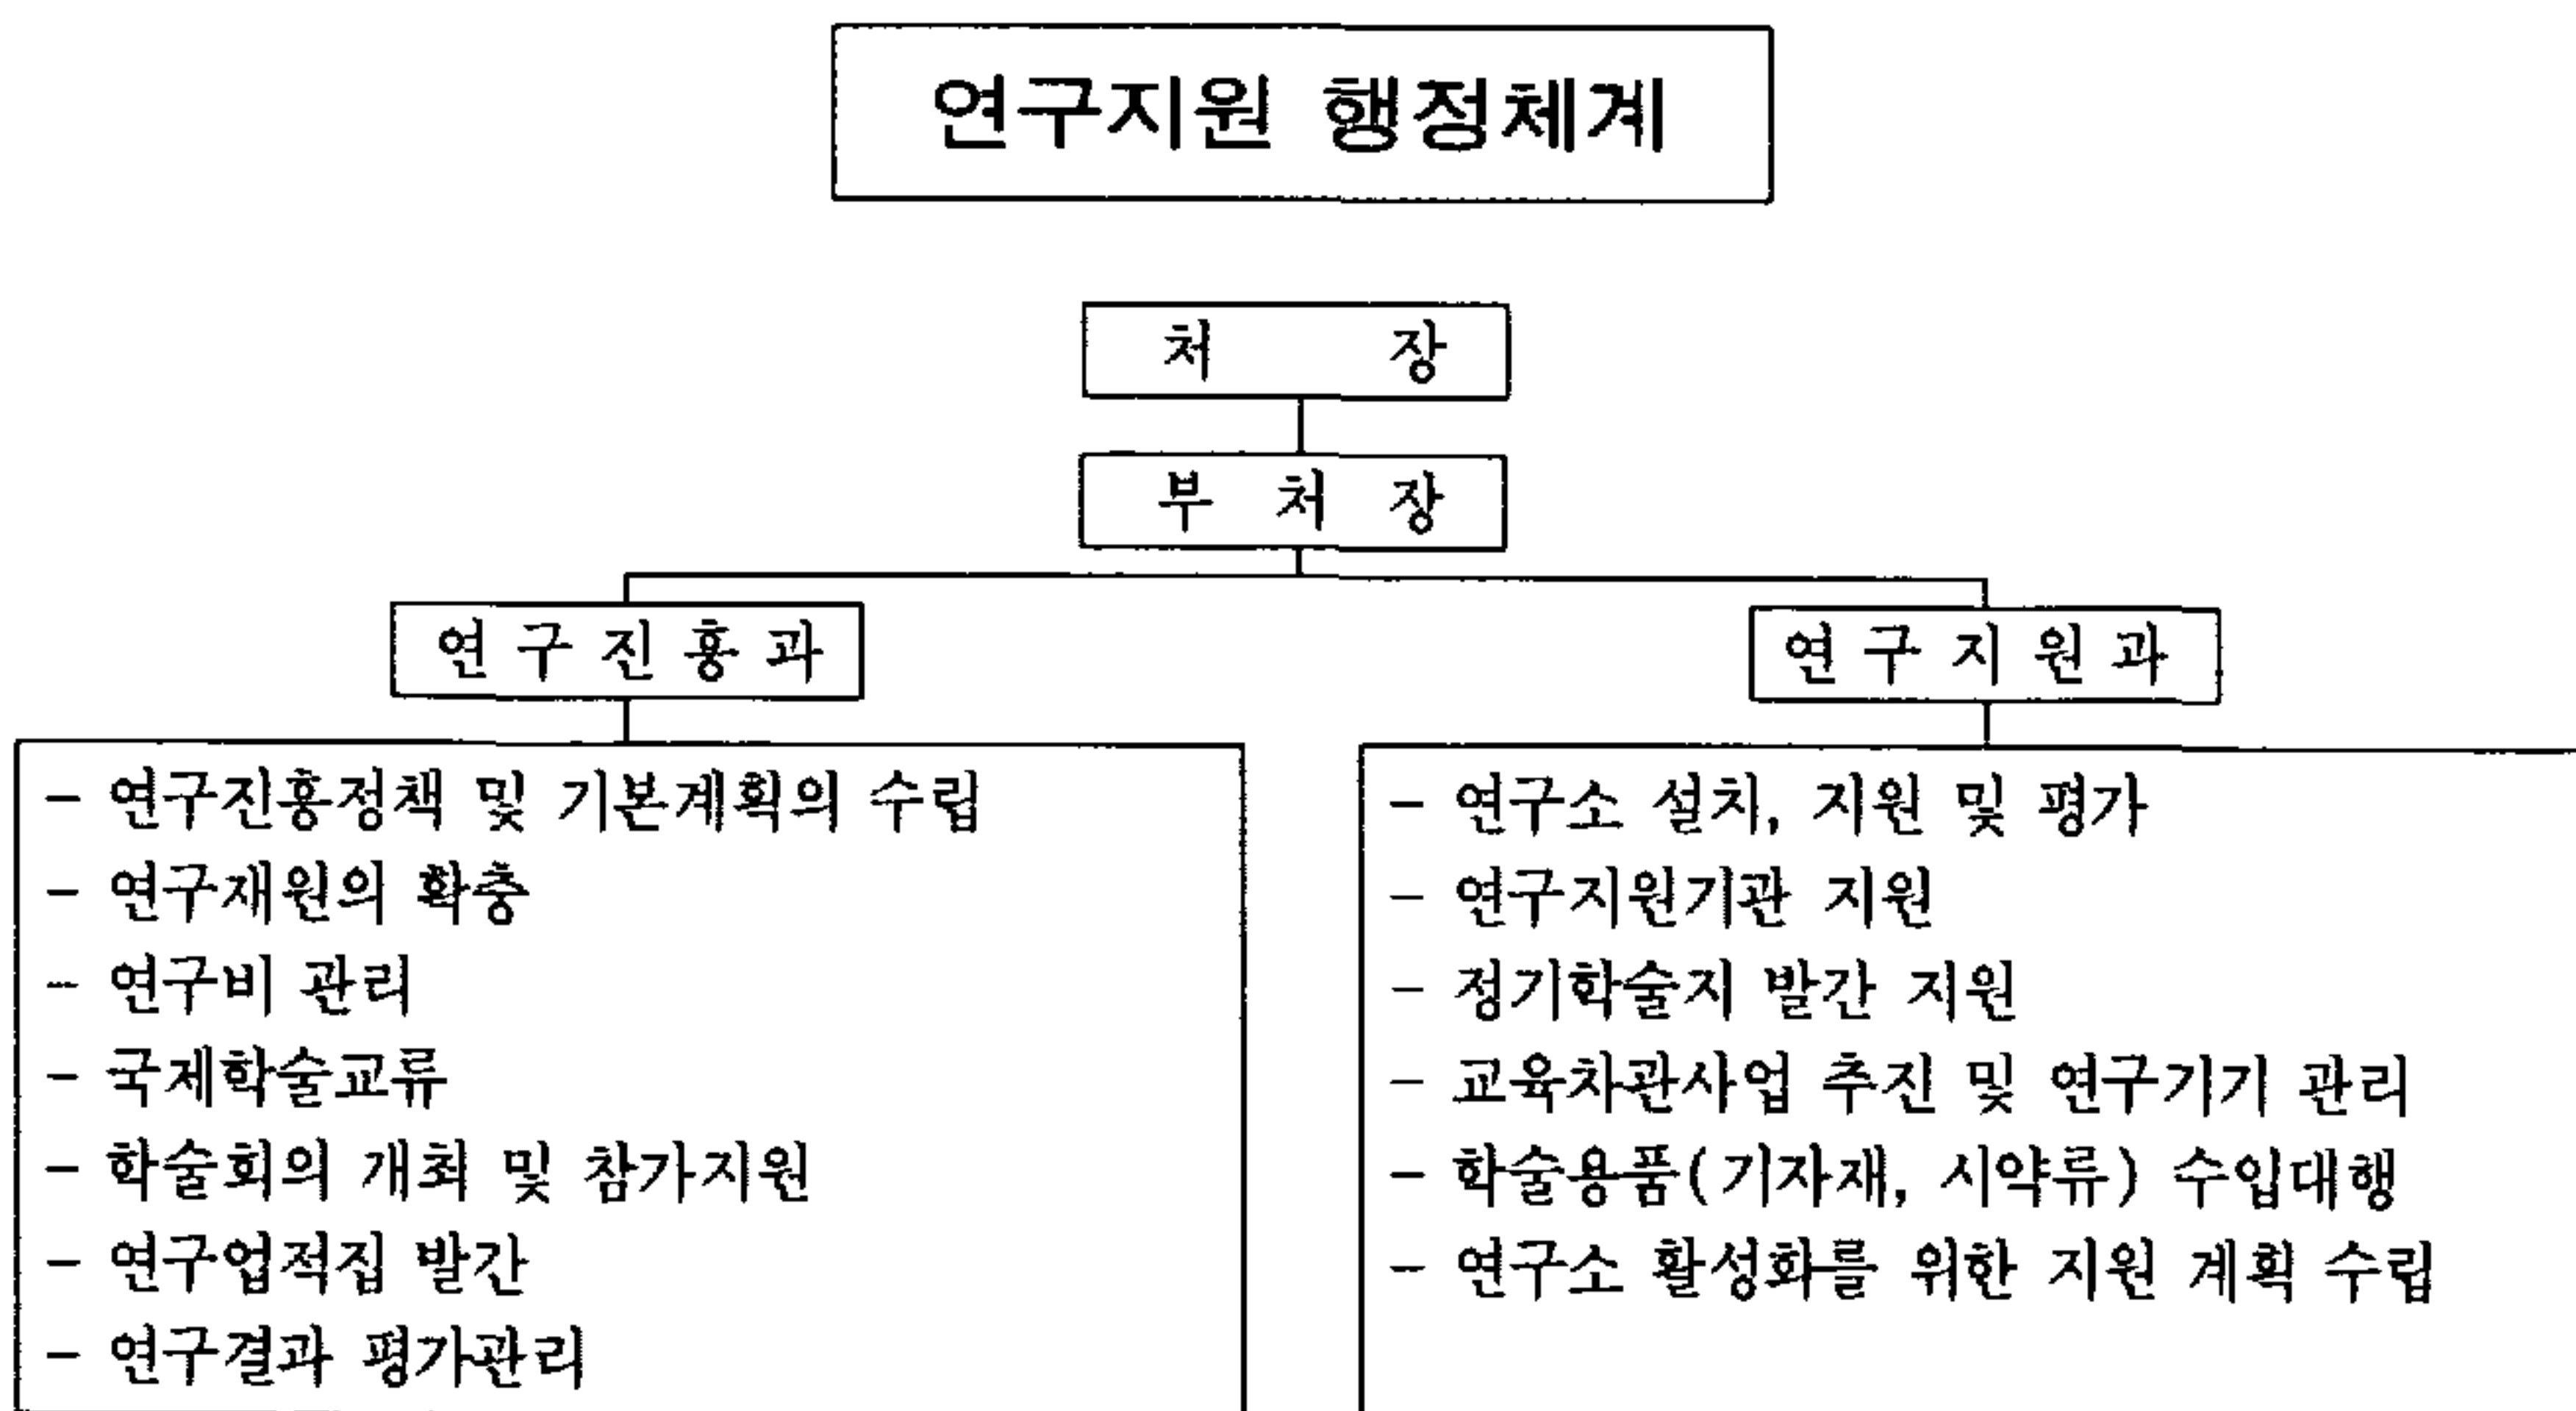 연구지원 행정체계
처 장
부 처 장
연 구 진 흥 과
- 연구진흥정책 및 기본계획의 수립
- 연구재원의 확충
- 연구비 관리
- 국제학술교류
- 학술회의 개최 및 참가지원
- 연구업적집 발간
- 연구결과 평가관리
연 구 지 원 과
- 연구소 설치, 지원 및 평가
- 연구지원기관 지원
- 정기학술지 발간 지원
- 교육차관사업 추진 및 연구기기 관리
- 학술용품(기자재, 시약류) 수입대행
- 연구소 활성화를 위한 지원 계획 수립